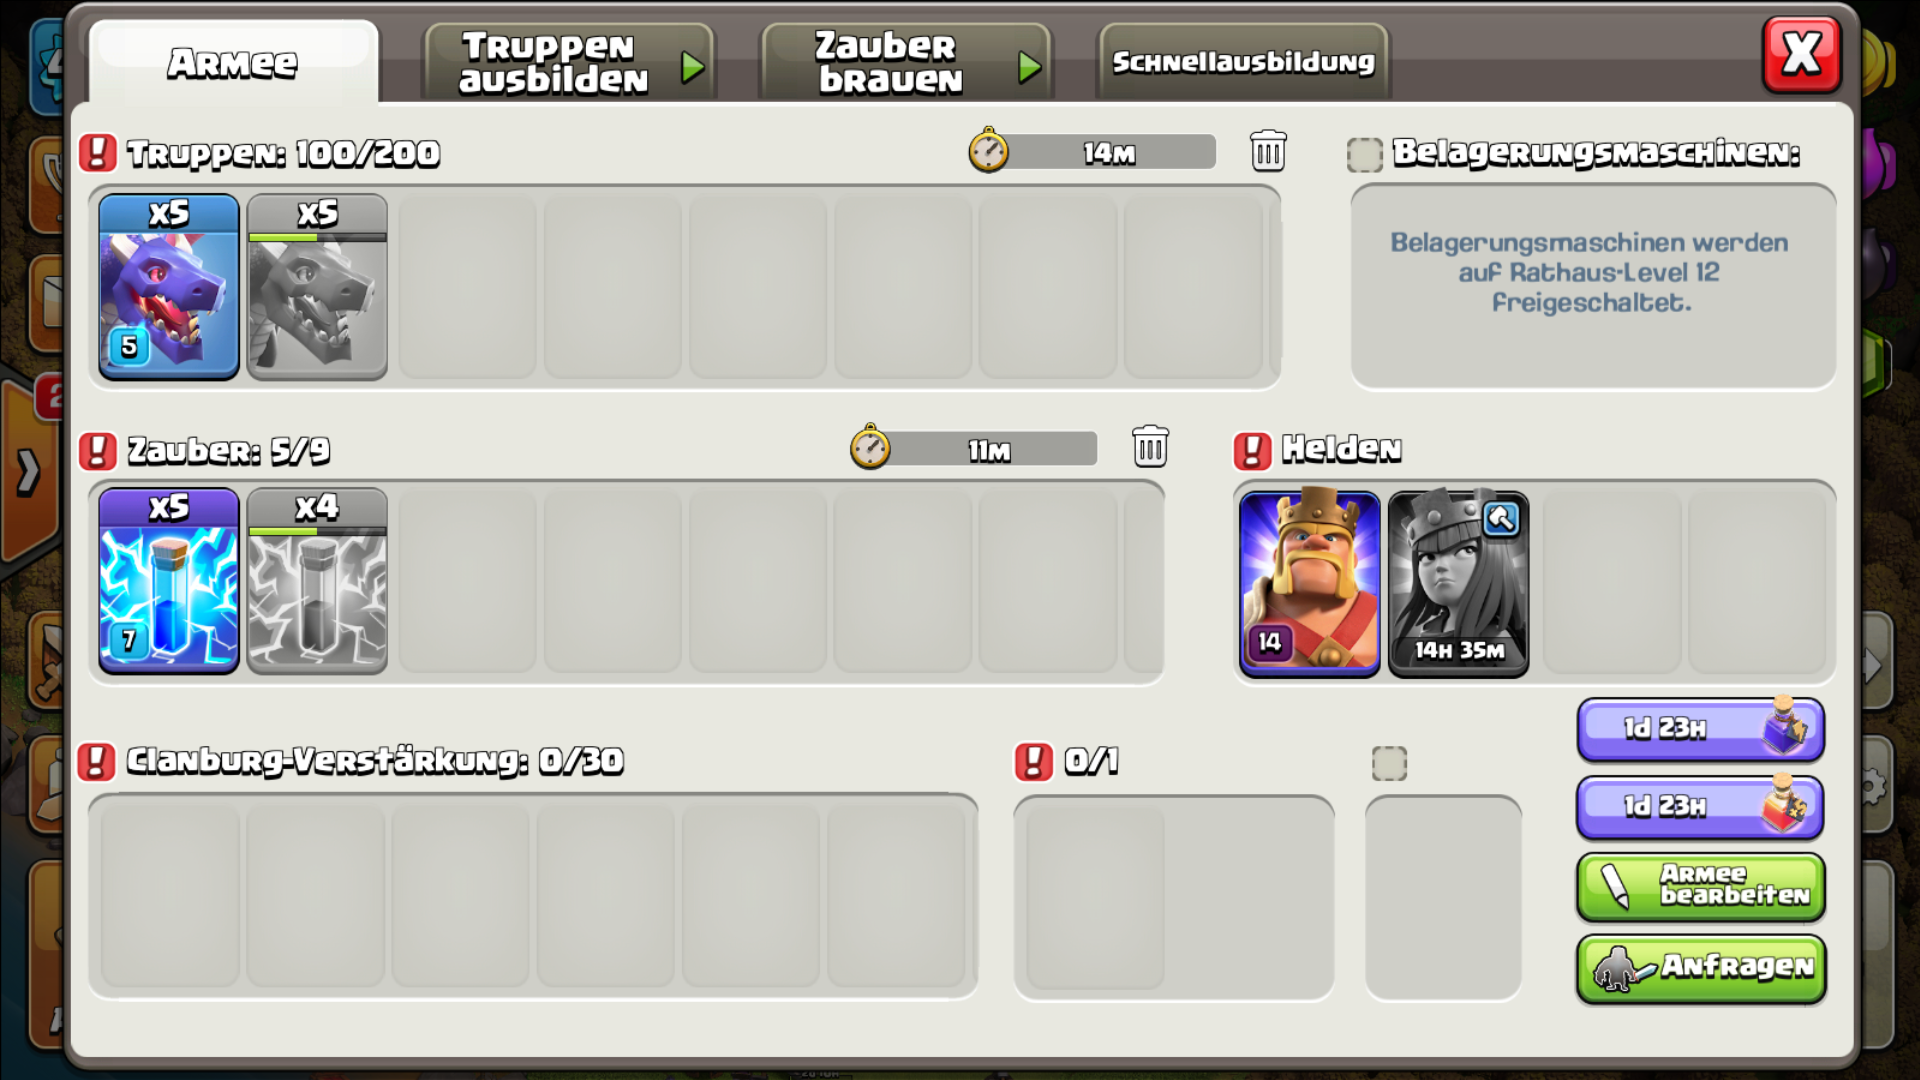 Armee
Truppen
ausbilden
Zauber
brauen
Schnellausbildung
X
Truppen: 100/200
14m
Belagerungsmaschinen:
x5
x5
5
Belagerungsmaschinen werden
auf Rathaus-Level 12
freigeschaltet.
2
Zauber: 5/9
11m
Helden
x5
x4
7
14
14h 35m
1d 23h
Clanburg-Verstärkung: 0/30
0/1
1d 23h
x2
Armee
bearbeiten
Anfragen